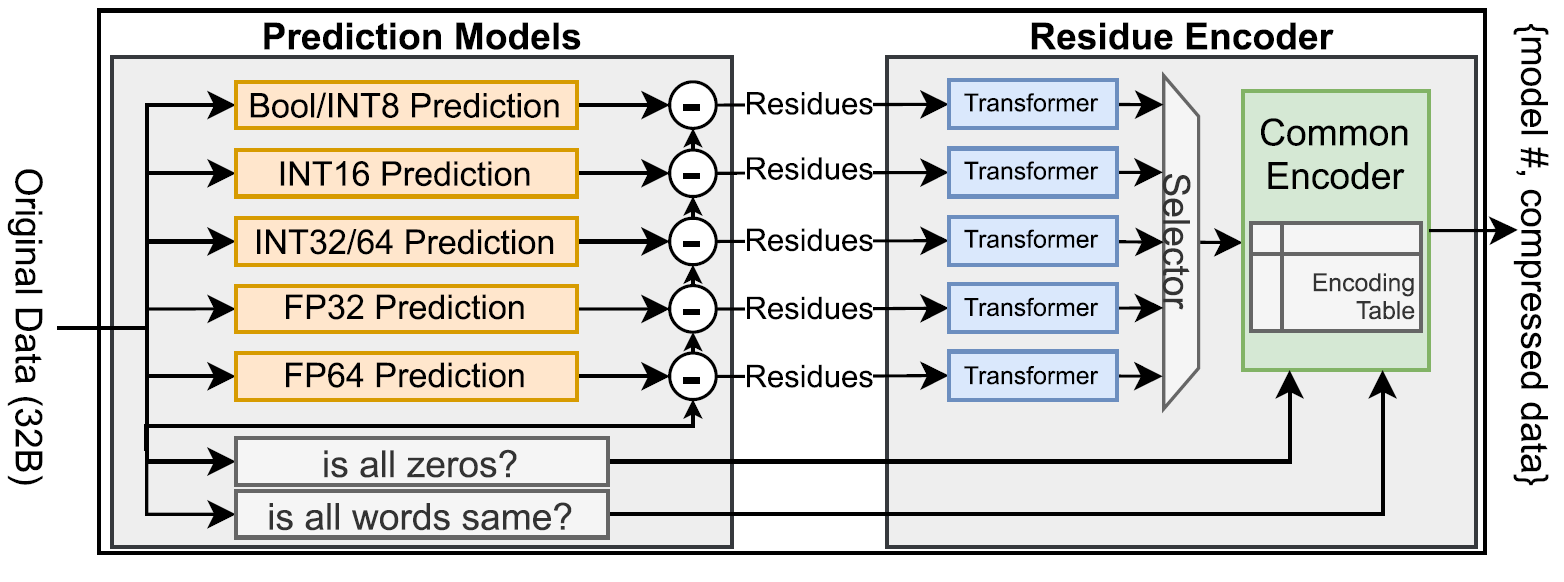 Prediction Models
Residue Encoder
Original Data (32B)
Bool/INT8 Prediction
-
Residues
Transformer
INT16 Prediction
-
Residues
Transformer
INT32/64 Prediction
-
Residues
Transformer
FP32 Prediction
-
Residues
Transformer
FP64 Prediction
-
Residues
Transformer
is all zeros?
is all words same?
Selector
Common
Encoder
Encoding
Table
{model #, compressed data}